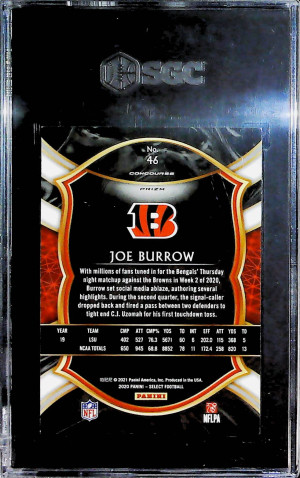 SGC
No.
46
CONCOURSE
PRIZM
B
JOE BURROW
With millions of fans tuned in for the Bengals' Thursday
night matchup against the Browns in Week 2 of 2020,
Burrow set social media ablaze, authoring several
highlights. During the second quarter, the signal-caller
dropped back and fired a pass between two defenders to
tight end C.J. Uzomah for his first touchdown toss.
YEAR TEAM CMP ATT CMP% YDS TD INT EFF ATT YDS TD
19 LSU 402 527 76.3 5671 60 6 202.0 115 368 5
NCAA TOTALS 650 945 68.8 8852 78 11 172.4 258 820 13
© 2021 Panini America, Inc. Produced in the USA.
2020 PANINI - SELECT FOOTBALL
NFL
PANINI
NFLPA